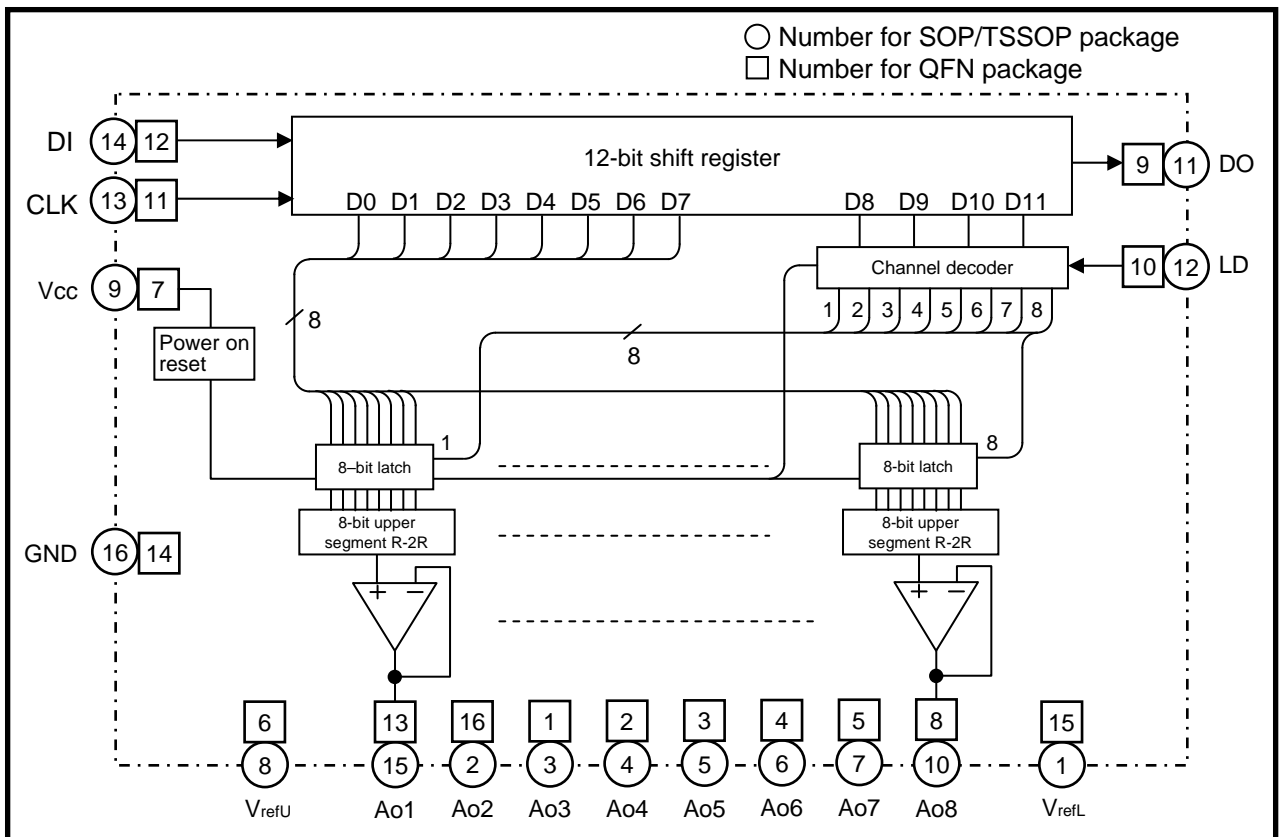 Number for SOP/TSSOP package
Number for QFN package
DI 14 12
12-bit shift register
9 11 DO
CLK 13 11
D0 D1 D2 D3 D4 D5 D6 D7 D8 D9 D10 D11
Vcc 9 7
Channel decoder
10 12 LD
1 2 3 4 5 6 7 8
8
8
Power on
reset
1
8
8–bit latch
8-bit latch
8-bit upper
segment R-2R
8-bit upper
segment R-2R
GND 16 14
+ −
+ −
6 13 16 1 2 3 4 5 8 15
8 15 2 3 4 5 6 7 10 1
VrefU Ao1 Ao2 Ao3 Ao4 Ao5 Ao6 Ao7 Ao8 VrefL